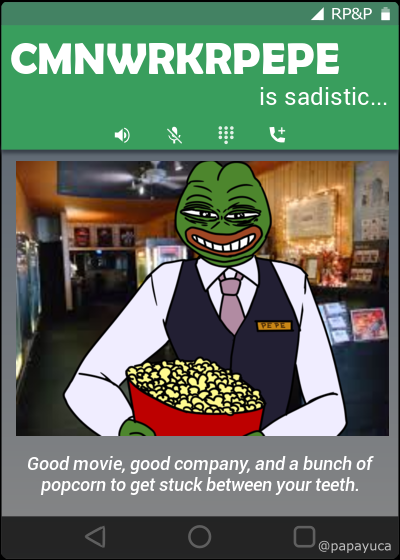 RP&P
CMNWRKRPEPE
is sadistic...
PEPE
Good movie, good company, and a bunch of
popcorn to get stuck between your teeth.
@papayuca